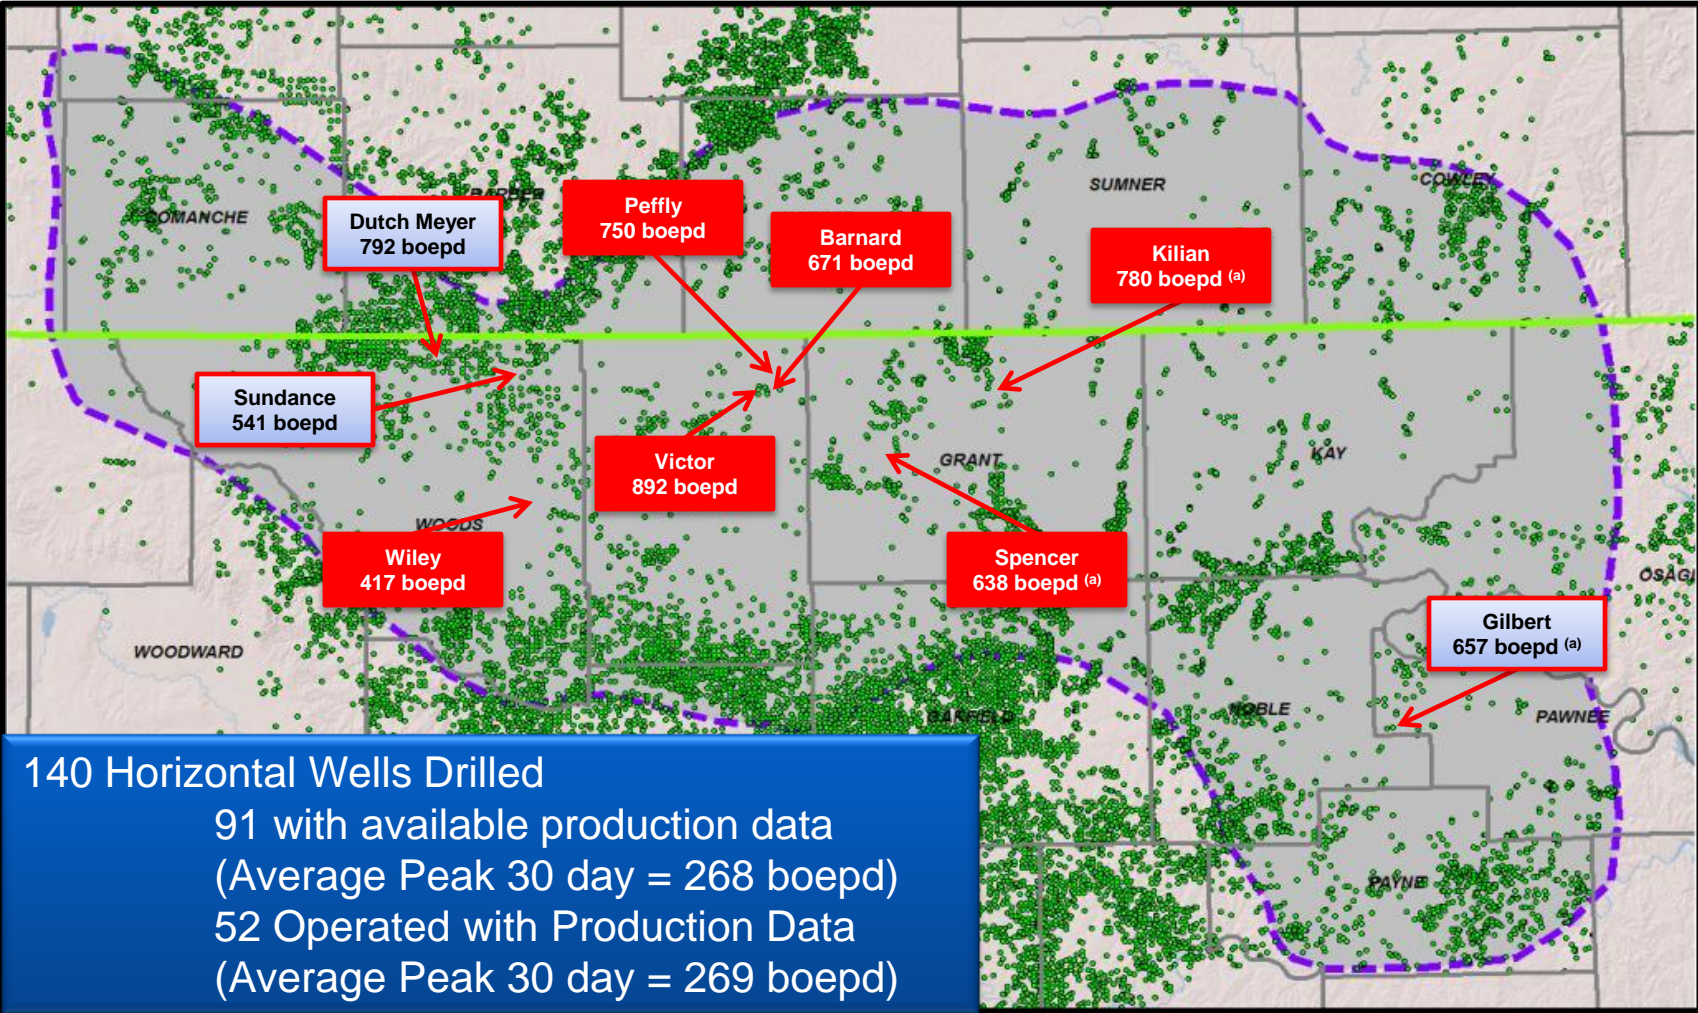 BARBER
SUMNER
COWLEY
COMANCHE
Dutch Meyer
792 boepd
Peffly
750 boepd
Barnard
671 boepd
Kilian
780 boepd (a)
Sundance
541 boepd
Victor
892 boepd
GRANT
KAY
WOODS
Wiley
417 boepd
Spencer
638 boepd (a)
OSAGE
Gilbert
657 boepd (a)
WOODWARD
GARFIELD
NOBLE
PAWNEE
PAYNE
140 Horizontal Wells Drilled
91 with available production data
(Average Peak 30 day = 268 boepd)
52 Operated with Production Data
(Average Peak 30 day = 269 boepd)